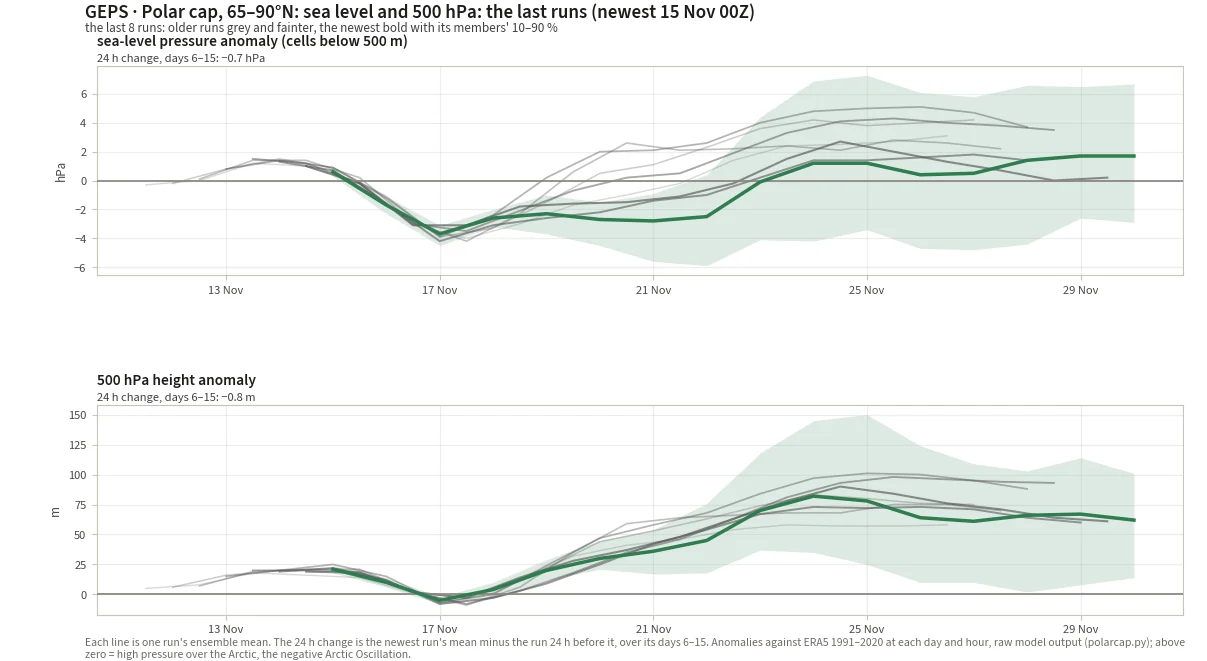 GEPS · Polar cap, 65–90°N: sea level and 500 hPa: the last runs (newest 15 Nov 00Z)
the last 8 runs: older runs grey and fainter, the newest bold with its members' 10–90 %
sea-level pressure anomaly (cells below 500 m)
24 h change, days 6–15: −0.7 hPa
6
4
2
0
−2
−4
−6
hPa
13 Nov
17 Nov
21 Nov
25 Nov
29 Nov
500 hPa height anomaly
24 h change, days 6–15: −0.8 m
150
125
100
75
50
25
0
m
13 Nov
17 Nov
21 Nov
25 Nov
29 Nov
Each line is one run's ensemble mean. The 24 h change is the newest run's mean minus the run 24 h before it, over its days 6–15. Anomalies against ERA5 1991–2020 at each day and hour, raw model output (polarcap.py); above
zero = high pressure over the Arctic, the negative Arctic Oscillation.